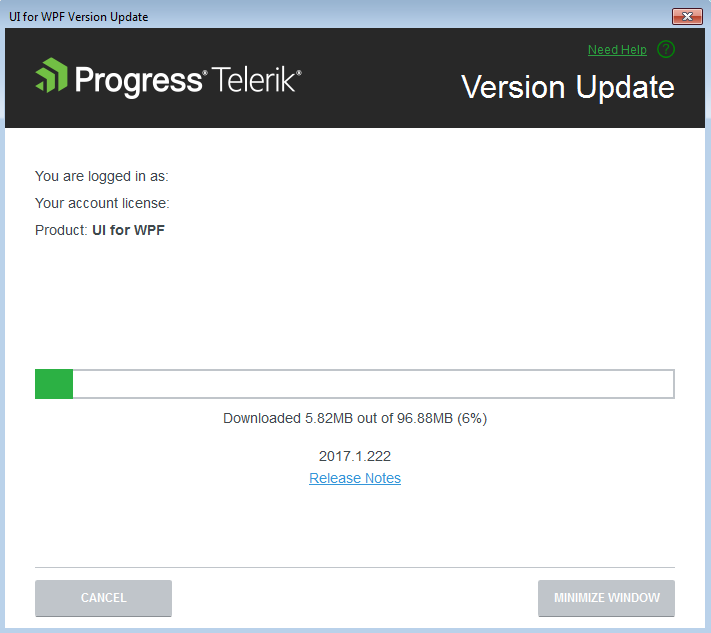 UI for WPF Version Update
Need Help ?
Progress® Telerik®
Version Update
You are logged in as:
Your account license:
Product: UI for WPF
Downloaded 5.82MB out of 96.88MB (6%)
2017.1.222
Release Notes
CANCEL
MINIMIZE WINDOW